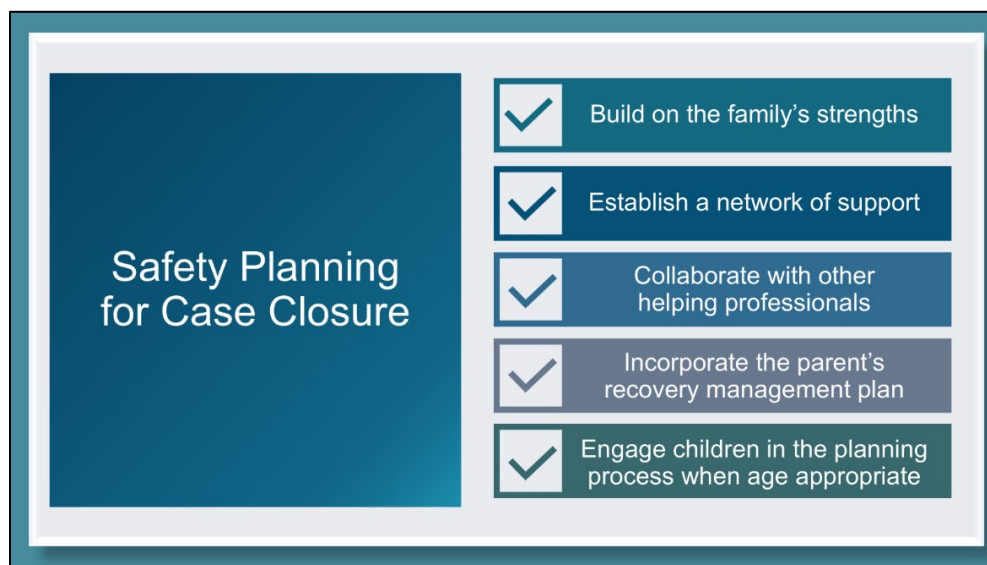 Safety Planning
for Case Closure
Build on the family’s strengths
Establish a network of support
Collaborate with other
helping professionals
Incorporate the parent’s
recovery management plan
Engage children in the planning
process when age appropriate